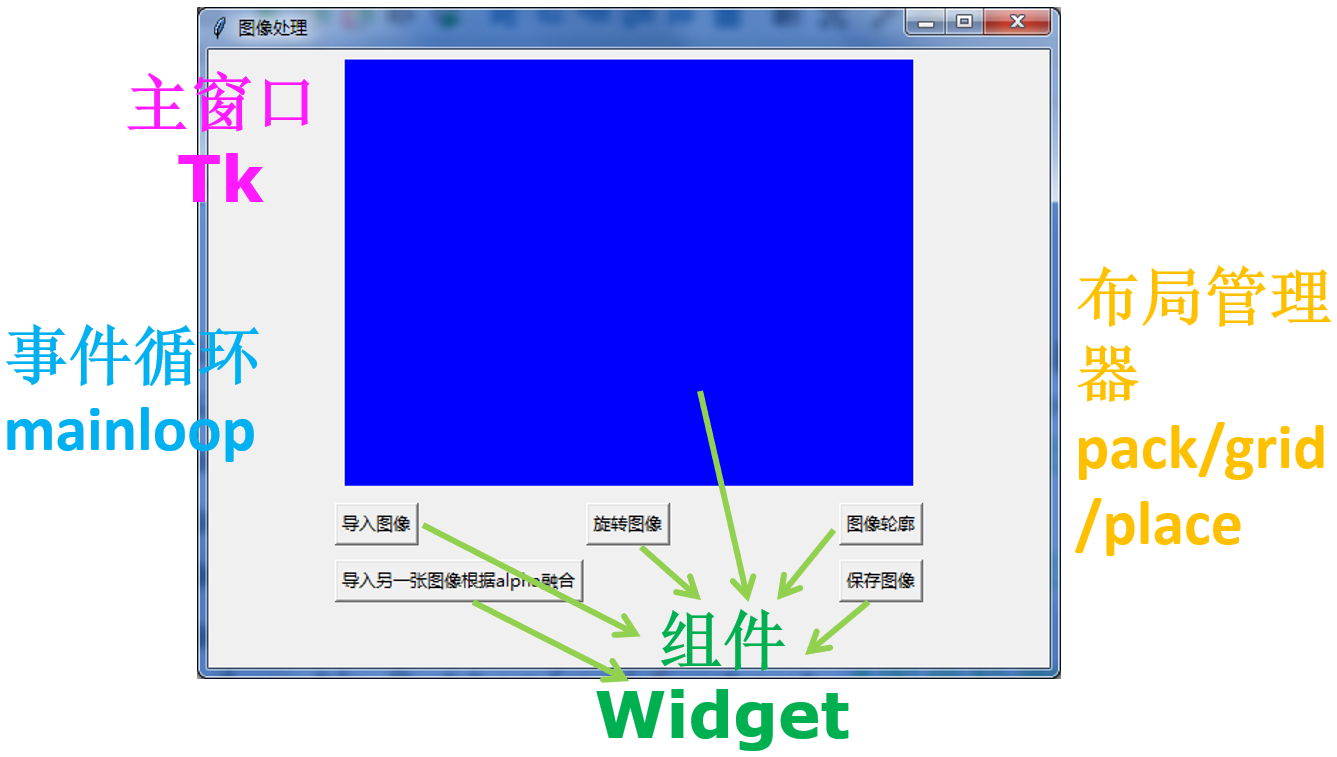 图像处理
主窗口
Tk
事件循环
mainloop
布局管理
器
pack/grid
/place
导入图像
旋转图像
图像轮廓
导入另一张图像根据alpha融合
保存图像
组件
Widget